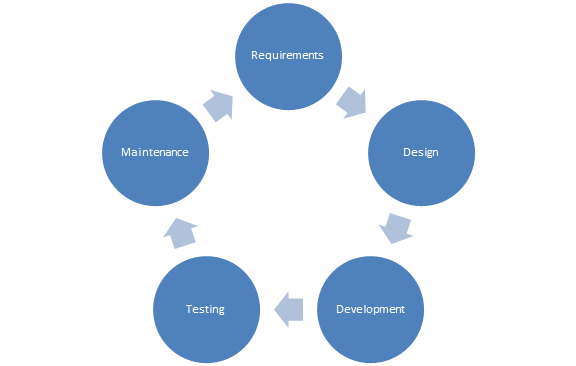 Requirements
Design
Development
Testing
Maintenance